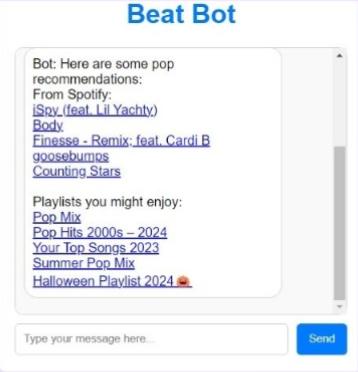 Beat Bot
Bot: Here are some pop
recommendations:
From Spotify:
iSpy (feat. Lil Yachty)
Body
Finesse - Remix; feat. Cardi B
goosebumps
Counting Stars
Playlists you might enjoy:
Pop Mix
Pop Hits 2000s – 2024
Your Top Songs 2023
Summer Pop Mix
Halloween Playlist 2024🎃
Type your message here...
Send